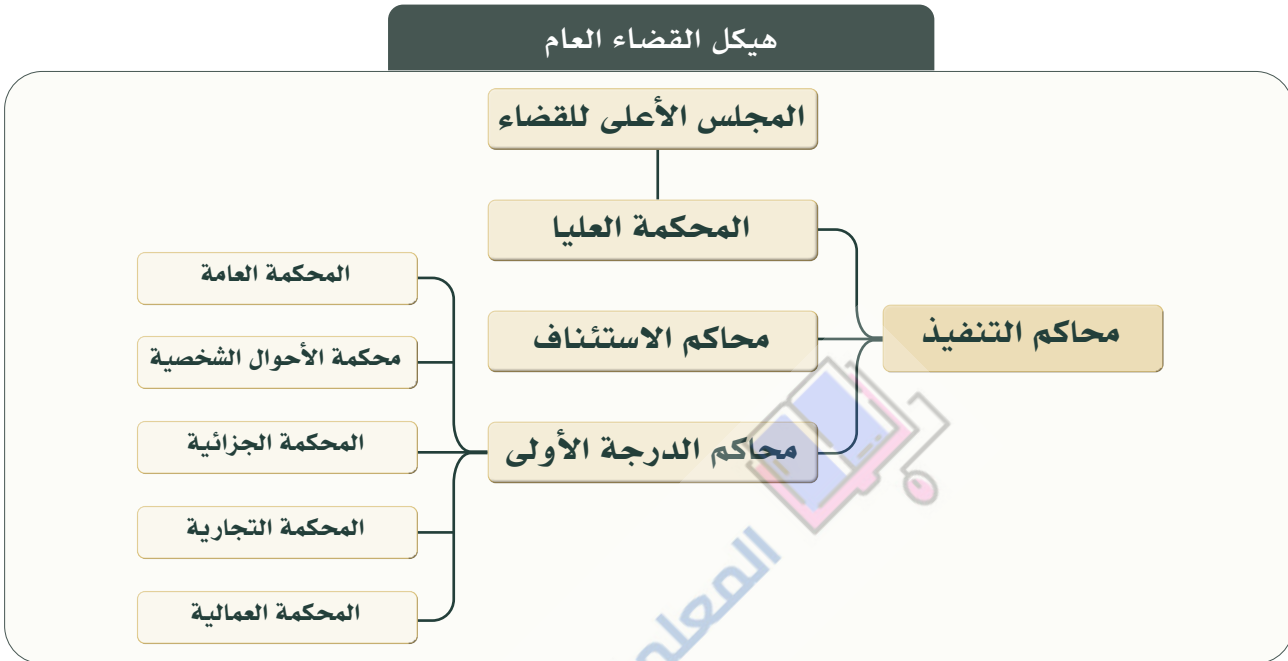 هيكل القضاء العام
المجلس الأعلى للقضاء
المحكمة العليا
محاكم التنفيذ
محاكم الاستئناف
محاكم الدرجة الأولى
المحكمة العامة
محكمة الأحوال الشخصية
المحكمة الجزائية
المحكمة التجارية
المحكمة العمالية